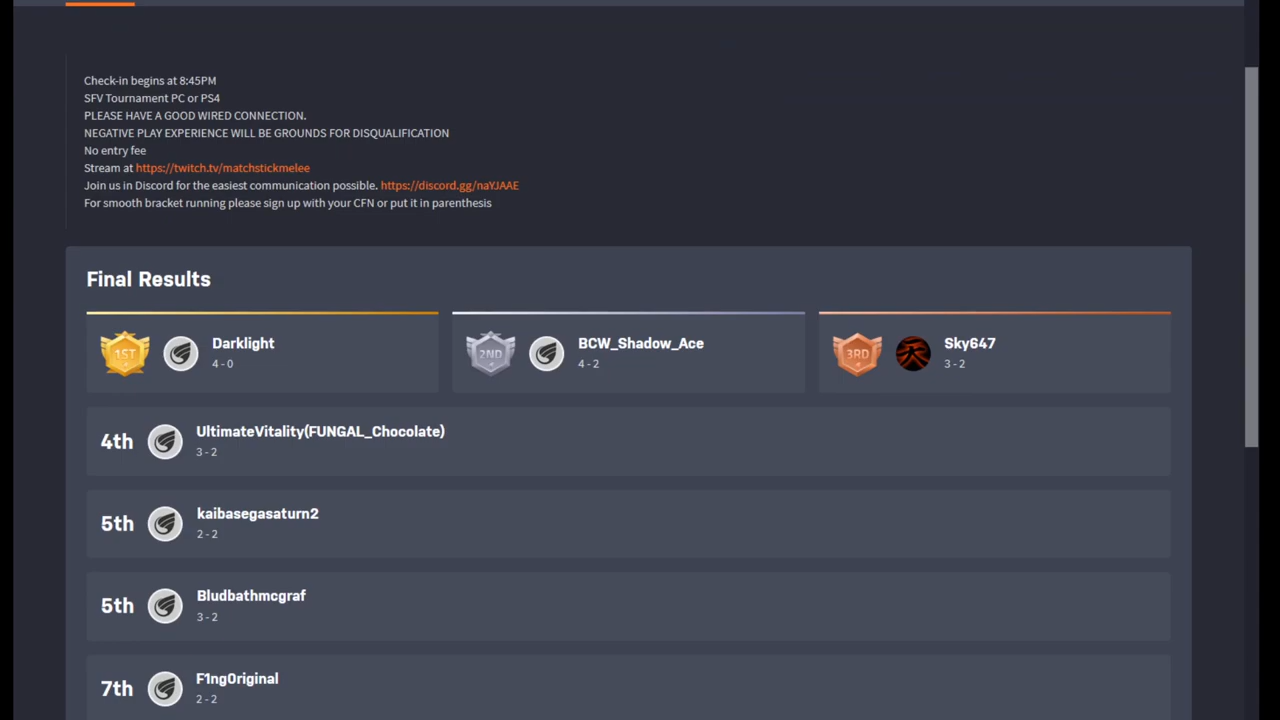 Check-in begins at 8:45PM
SFV Tournament PC or PS4
PLEASE HAVE A GOOD WIRED CONNECTION.
NEGATIVE PLAY EXPERIENCE WILL BE GROUNDS FOR DISQUALIFICATION
No entry fee
Stream at https://twitch.tv/matchstickmelee
Join us in Discord for the easiest communication possible. https://discord.gg/naYJAAE
For smooth bracket running please sign up with your CFN or put it in parenthesis
Final Results
1ST
Darklight
4 - 0
2ND
BCW_Shadow_Ace
4 - 2
3RD
Sky647
3 - 2
4th
UltimateVitality(FUNGAL_Chocolate)
3 - 2
5th
kaibasegasaturn2
2 - 2
5th
Bludbathmcgraf
3 - 2
7th
F1ngOriginal
2 - 2